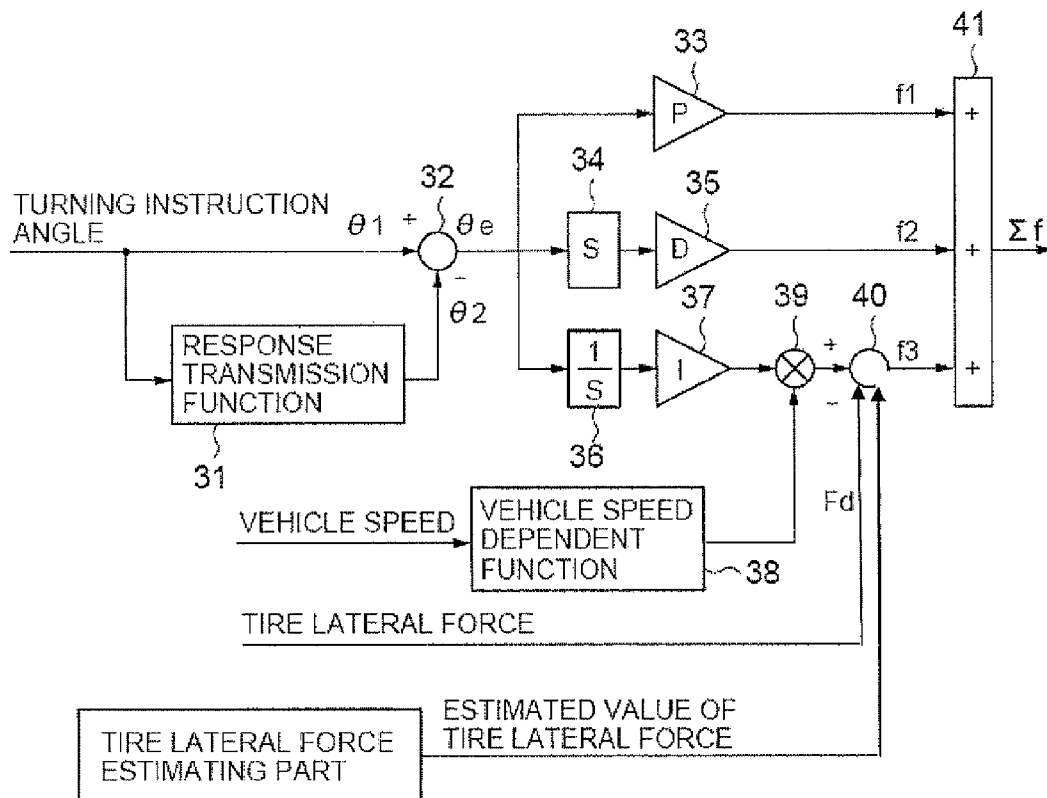 41
33
P
f1
+
34
35
32
TURNING INSTRUCTION
ANGLE
θ1
+
θe
−
S
D
f2
+
Σf
θ2
37
39
40
RESPONSE
TRANSMISSION
FUNCTION
1
S
I
+
−
f3
+
31
36
Fd
VEHICLE SPEED
VEHICLE SPEED
DEPENDENT
FUNCTION
38
TIRE LATERAL FORCE
ESTIMATED VALUE OF
TIRE LATERAL FORCE
TIRE LATERAL FORCE
ESTIMATING PART